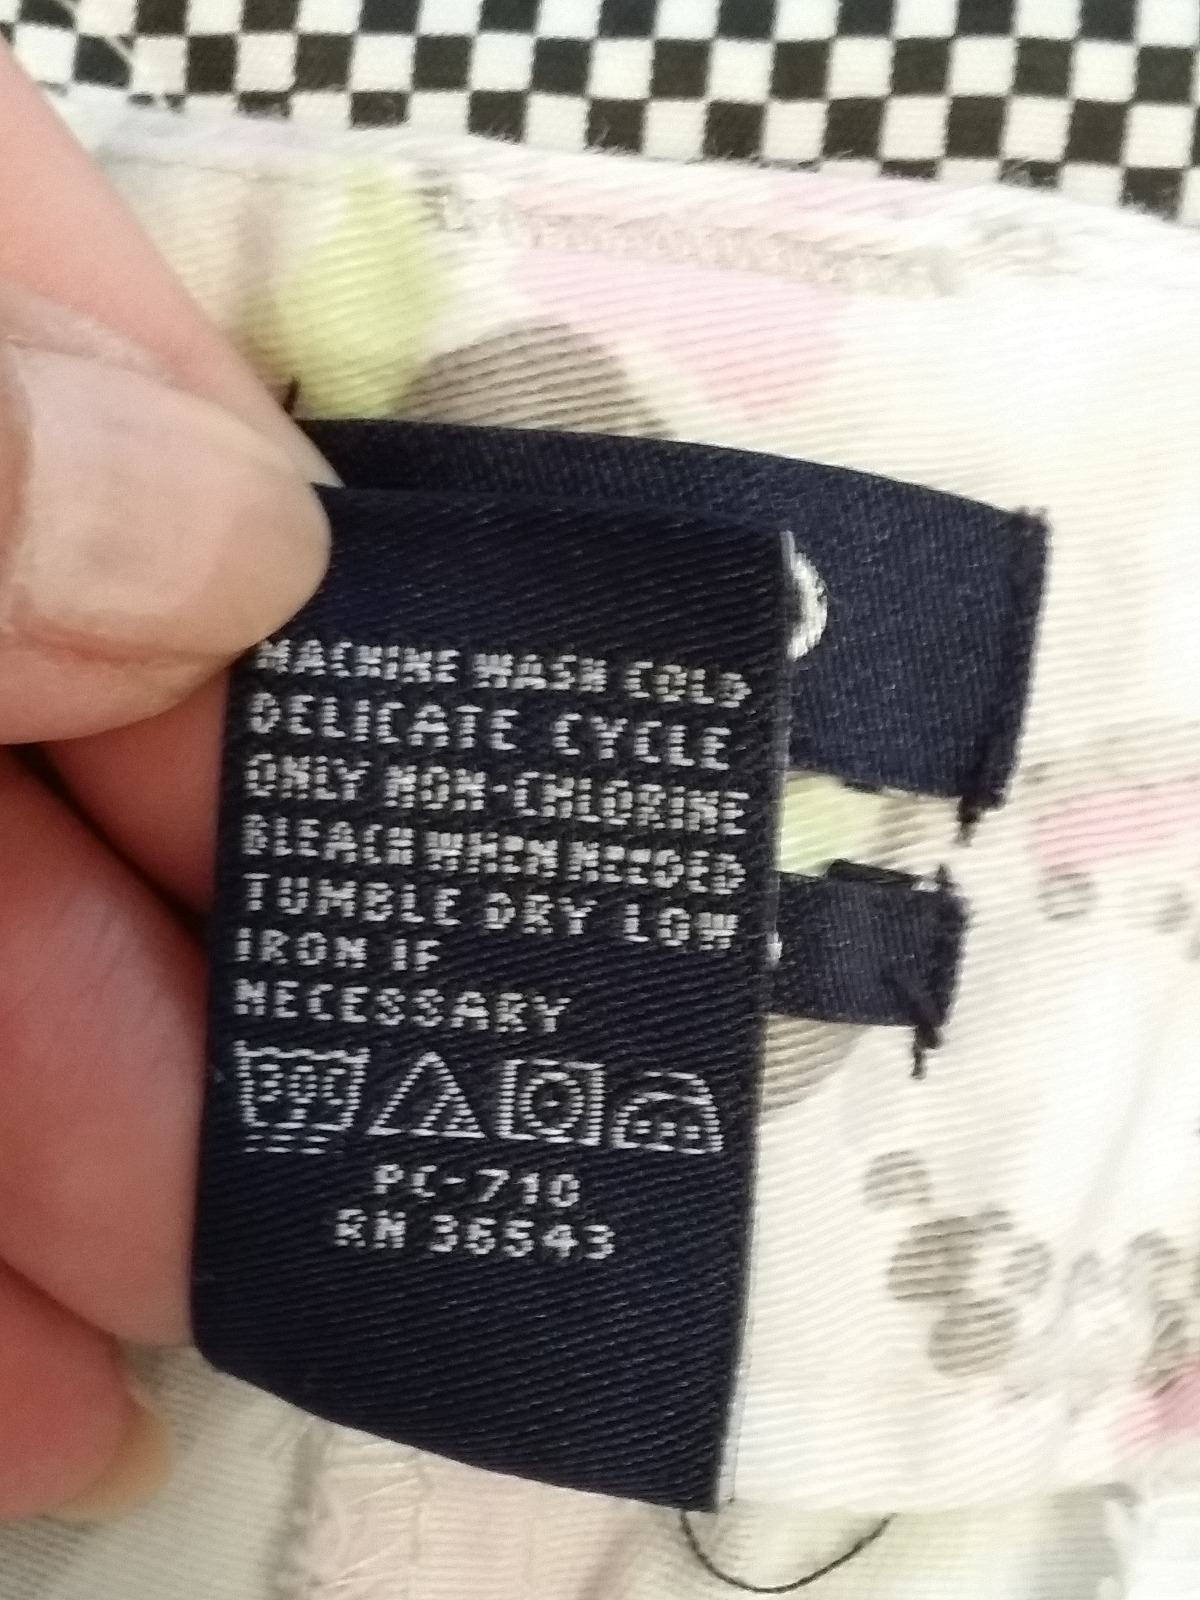 MACHINE WASH COLD
DELICATE CYCLE
ONLY NON-CHLORINE
BLEACH WHEN NEEDED
TUMBLE DRY LOW
IRON IF
NECESSARY
30C
PC-710
RN 36543